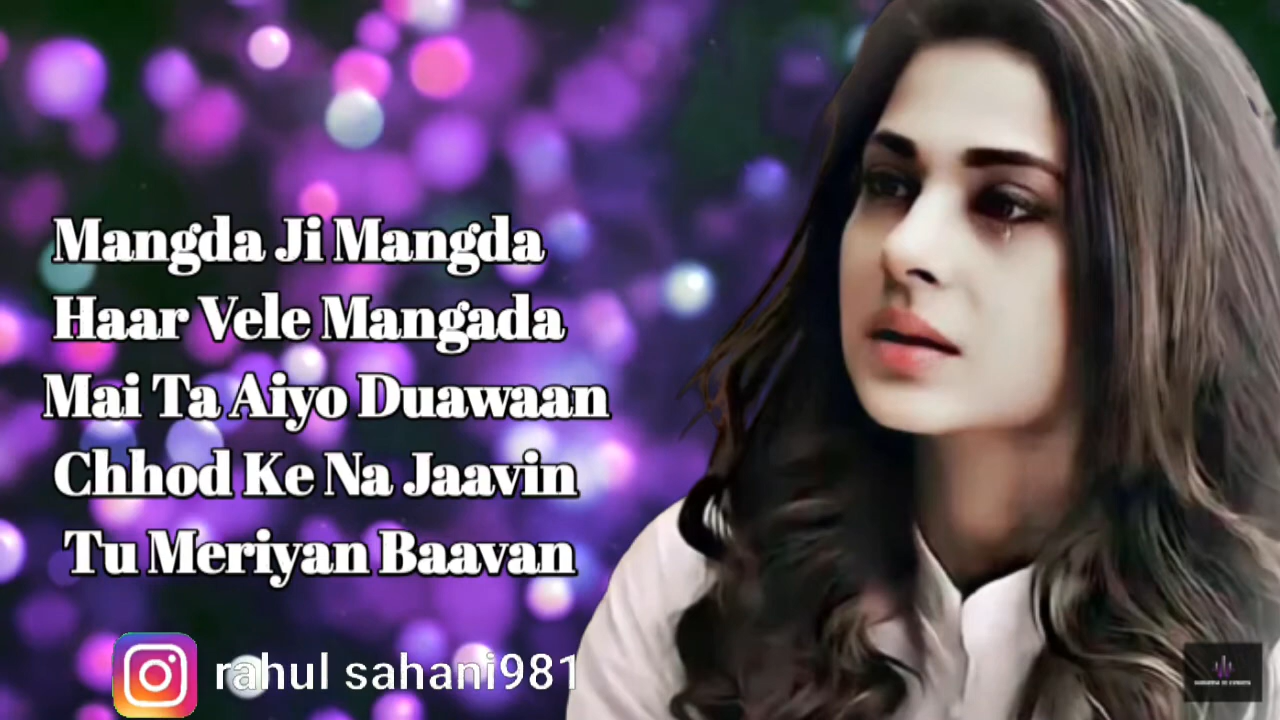 Mangda Ji Mangda
Haar Vele Mangada
Mai Ta Aiyo Duawaan
Chhod Ke Na Jaavin
Tu Meriyan Baavan
rahul sahani981